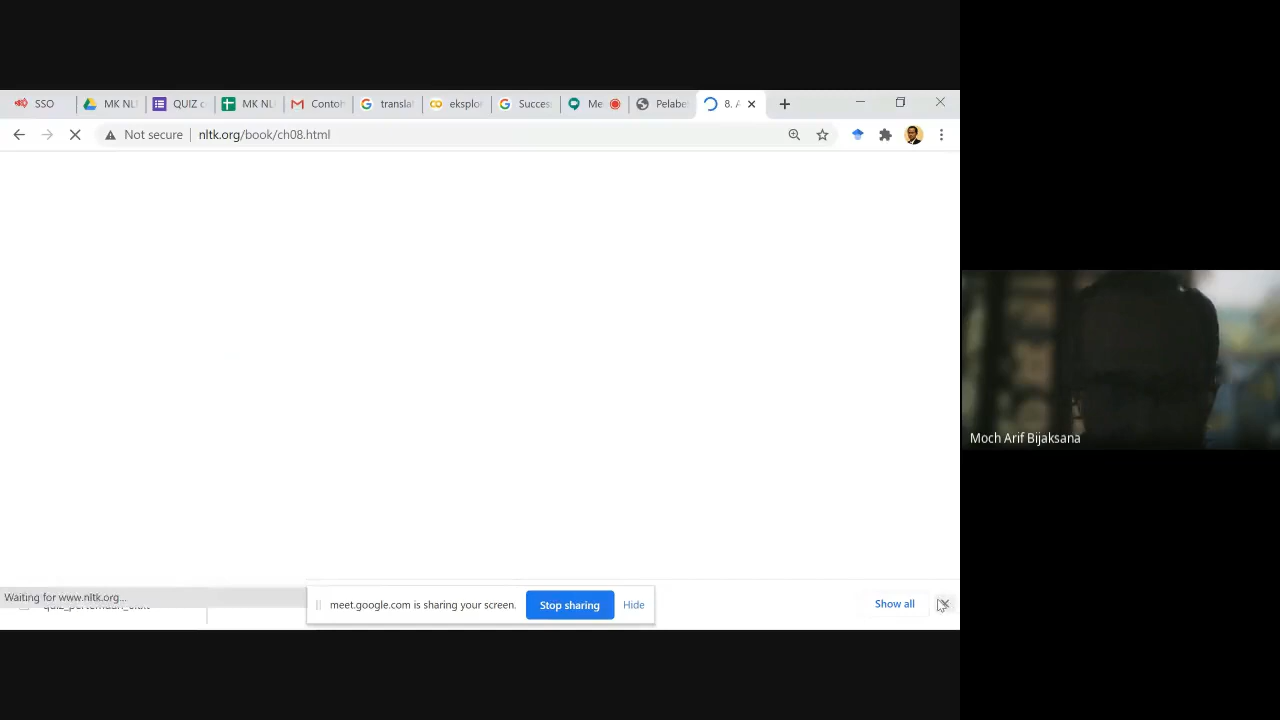 SSO MK NL QUIZ c MK NL Contoh translat eksplo Succes Me Pelabe 8. A
Not secure nltk.org/book/ch08.html
Moch Arif Bijaksana
Waiting for www.nltk.org...
meet.google.com is sharing your screen. Stop sharing Hide Show all